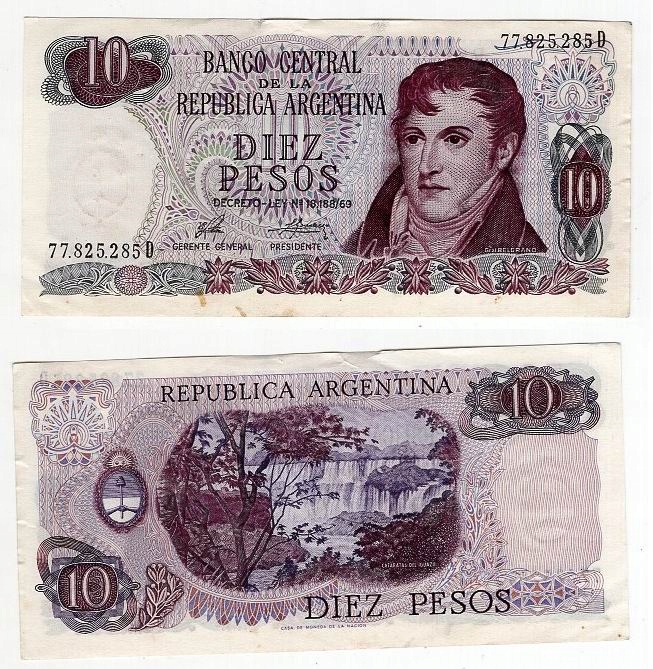 10
77.825.285 D
BANCO CENTRAL
DE LA
REPUBLICA ARGENTINA
DIEZ
PESOS
DECRETO-LEY Nº 18.188/69
10
77.825.285 D
GERENTE GENERAL PRESIDENTE
Gral. BELGRANO
REPUBLICA ARGENTINA
10
CATARATAS DEL IGUAZU
10
DIEZ PESOS
CASA DE MONEDA DE LA NACION